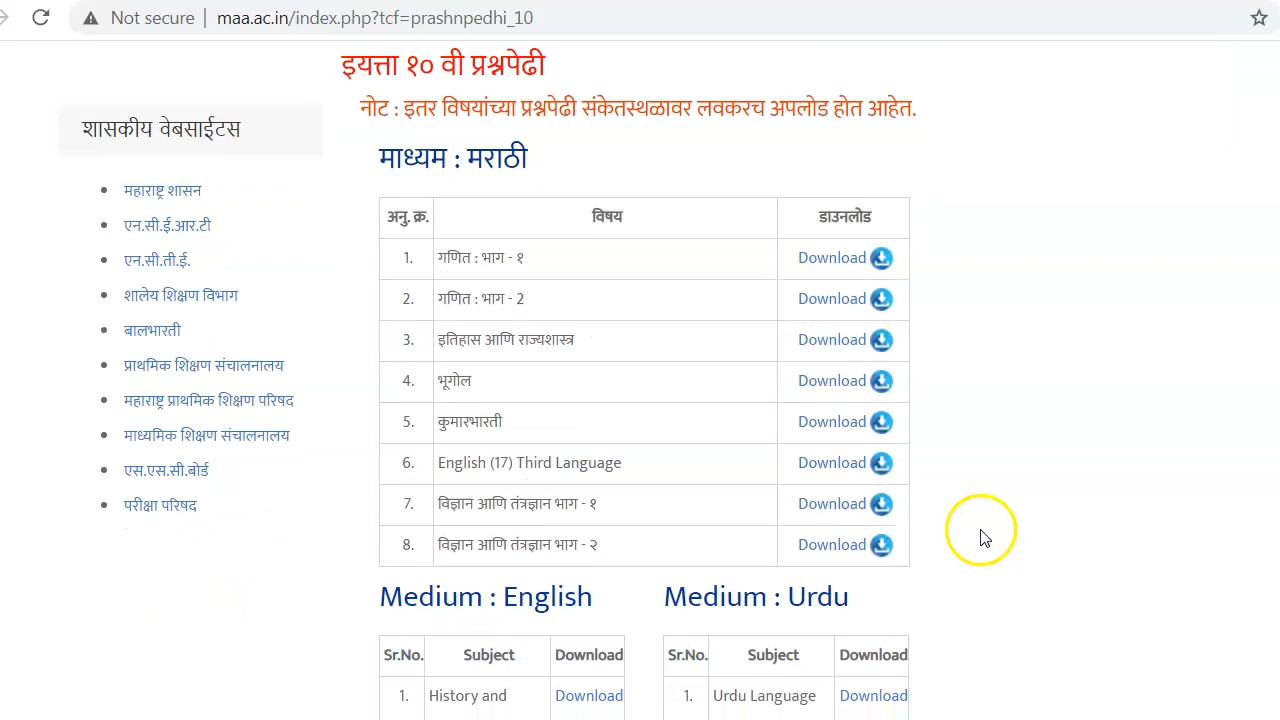 Not secure | maa.ac.in/index.php?tcf=prashnpedhi_10
इयत्ता १० वी प्रश्नपेढी
नोट : इतर विषयांच्या प्रश्नपेढी संकेतस्थळावर लवकरच अपलोड होत आहेत.
शासकीय वेबसाईटस
महाराष्ट्र शासन
एन.सी.ई.आर.टी
एन.सी.ती.ई.
शालेय शिक्षण विभाग
बालभारती
प्राथमिक शिक्षण संचालनालय
महाराष्ट्र प्राथमिक शिक्षण परिषद
माध्यमिक शिक्षण संचालनालय
एस.एस.सी.बोर्ड
परीक्षा परिषद
माध्यम : मराठी
अनु. क्र. विषय डाउनलोड
1. गणित : भाग - १ Download
2. गणित : भाग - 2 Download
3. इतिहास आणि राज्यशास्त्र Download
4. भूगोल Download
5. कुमारभारती Download
6. English (17) Third Language Download
7. विज्ञान आणि तंत्रज्ञान भाग - १ Download
8. विज्ञान आणि तंत्रज्ञान भाग - २ Download
Medium : English
Sr.No. Subject Download
1. History and Download
Medium : Urdu
Sr.No. Subject Download
1. Urdu Language Download